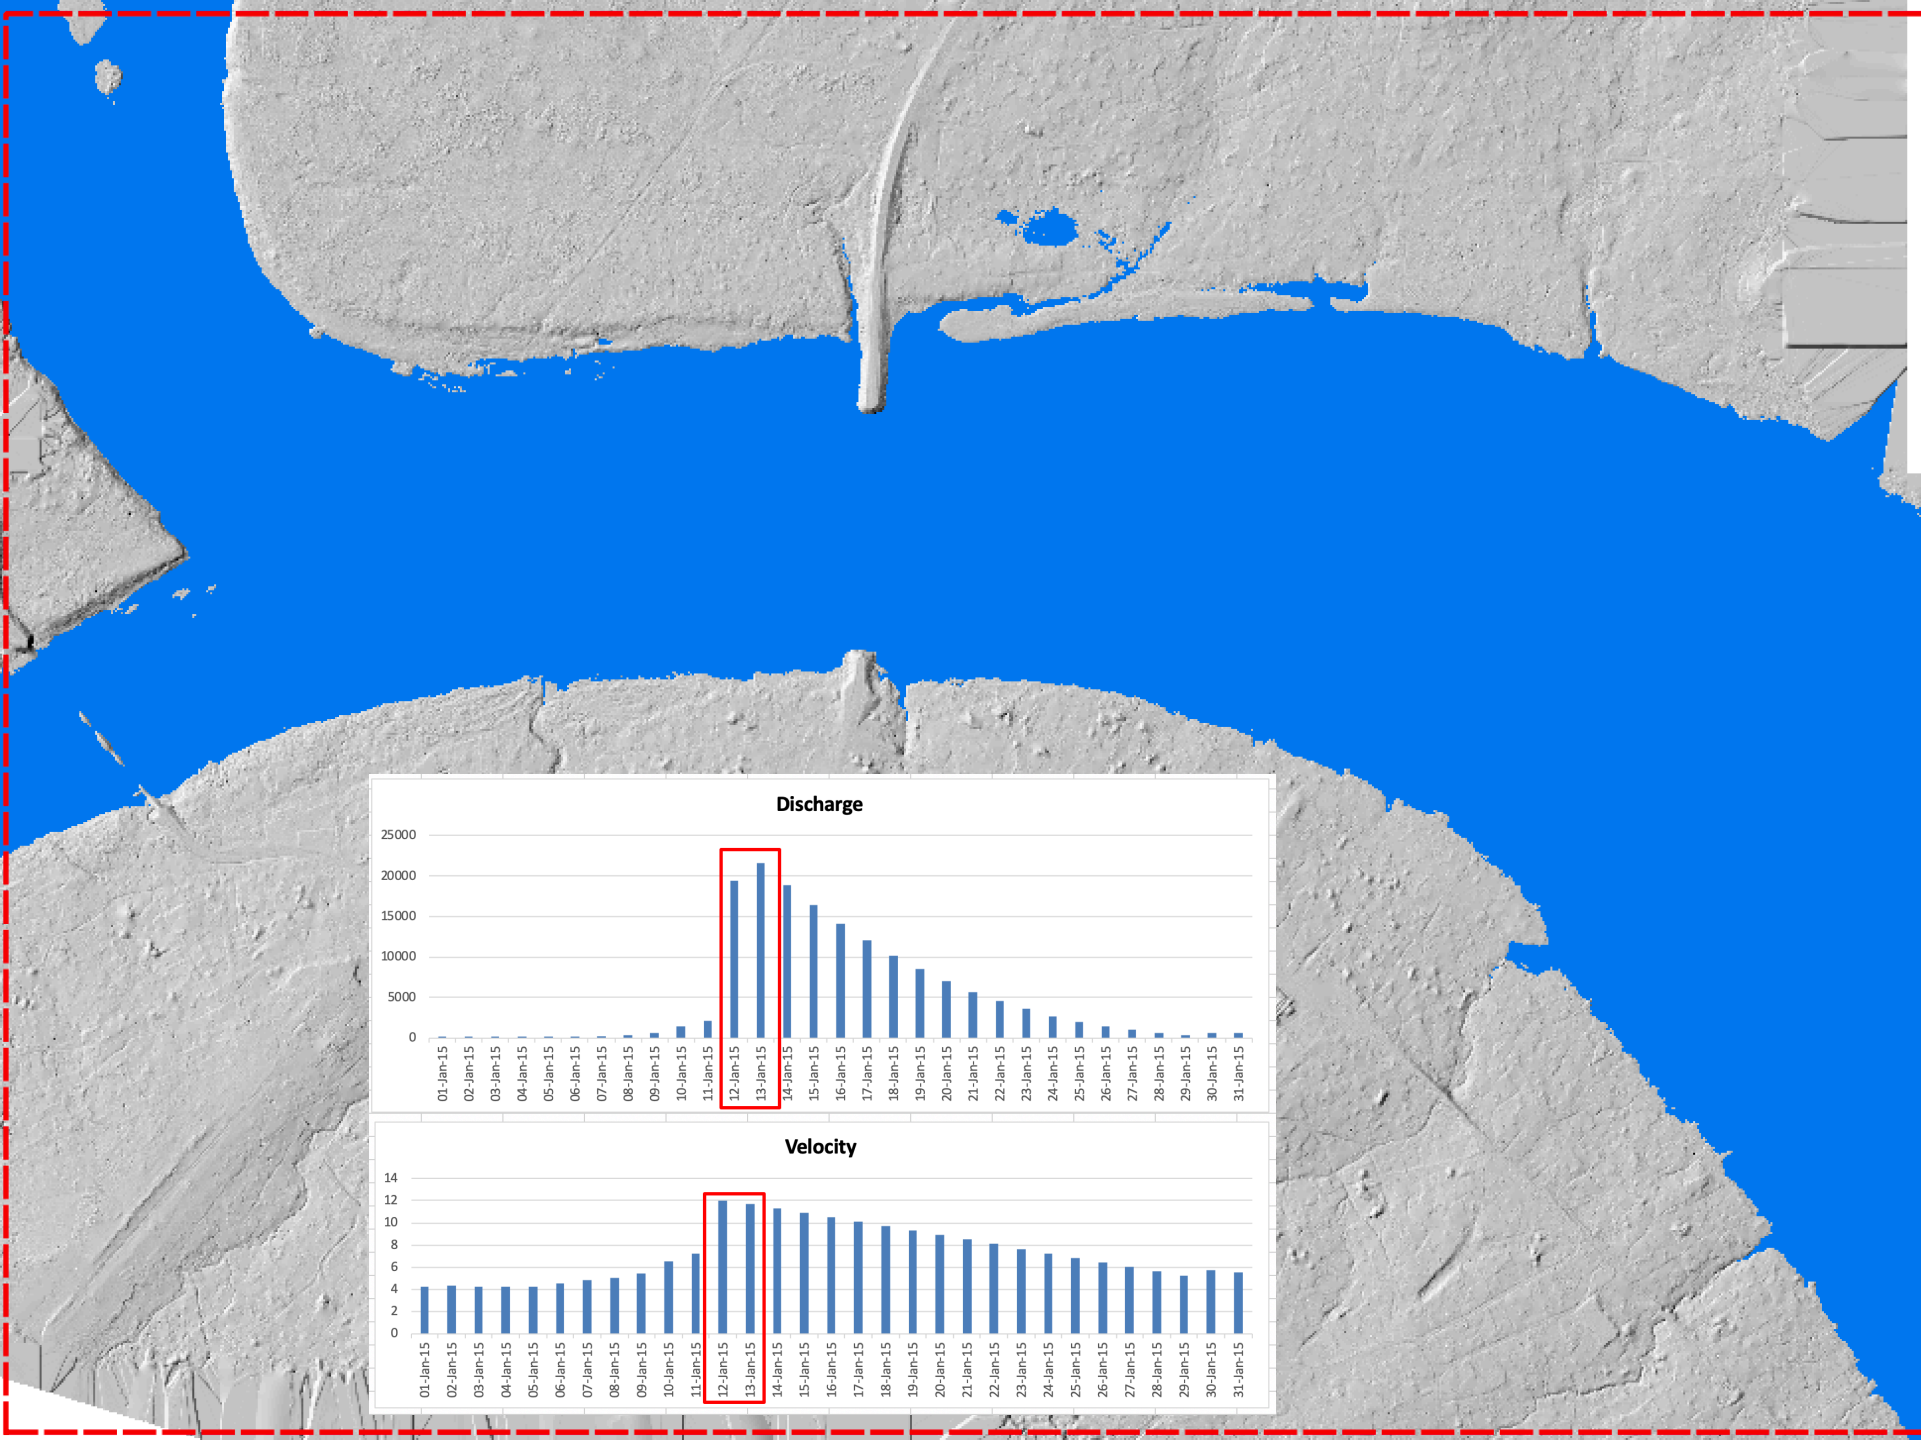 Discharge
25000
20000
15000
10000
5000
0
01-Jan-15
02-Jan-15
03-Jan-15
04-Jan-15
05-Jan-15
06-Jan-15
07-Jan-15
08-Jan-15
09-Jan-15
10-Jan-15
11-Jan-15
12-Jan-15
13-Jan-15
14-Jan-15
15-Jan-15
16-Jan-15
17-Jan-15
18-Jan-15
19-Jan-15
20-Jan-15
21-Jan-15
22-Jan-15
23-Jan-15
24-Jan-15
25-Jan-15
26-Jan-15
27-Jan-15
28-Jan-15
29-Jan-15
30-Jan-15
31-Jan-15
Velocity
14
12
10
8
6
4
2
0
01-Jan-15
02-Jan-15
03-Jan-15
04-Jan-15
05-Jan-15
06-Jan-15
07-Jan-15
08-Jan-15
09-Jan-15
10-Jan-15
11-Jan-15
12-Jan-15
13-Jan-15
14-Jan-15
15-Jan-15
16-Jan-15
17-Jan-15
18-Jan-15
19-Jan-15
20-Jan-15
21-Jan-15
22-Jan-15
23-Jan-15
24-Jan-15
25-Jan-15
26-Jan-15
27-Jan-15
28-Jan-15
29-Jan-15
30-Jan-15
31-Jan-15